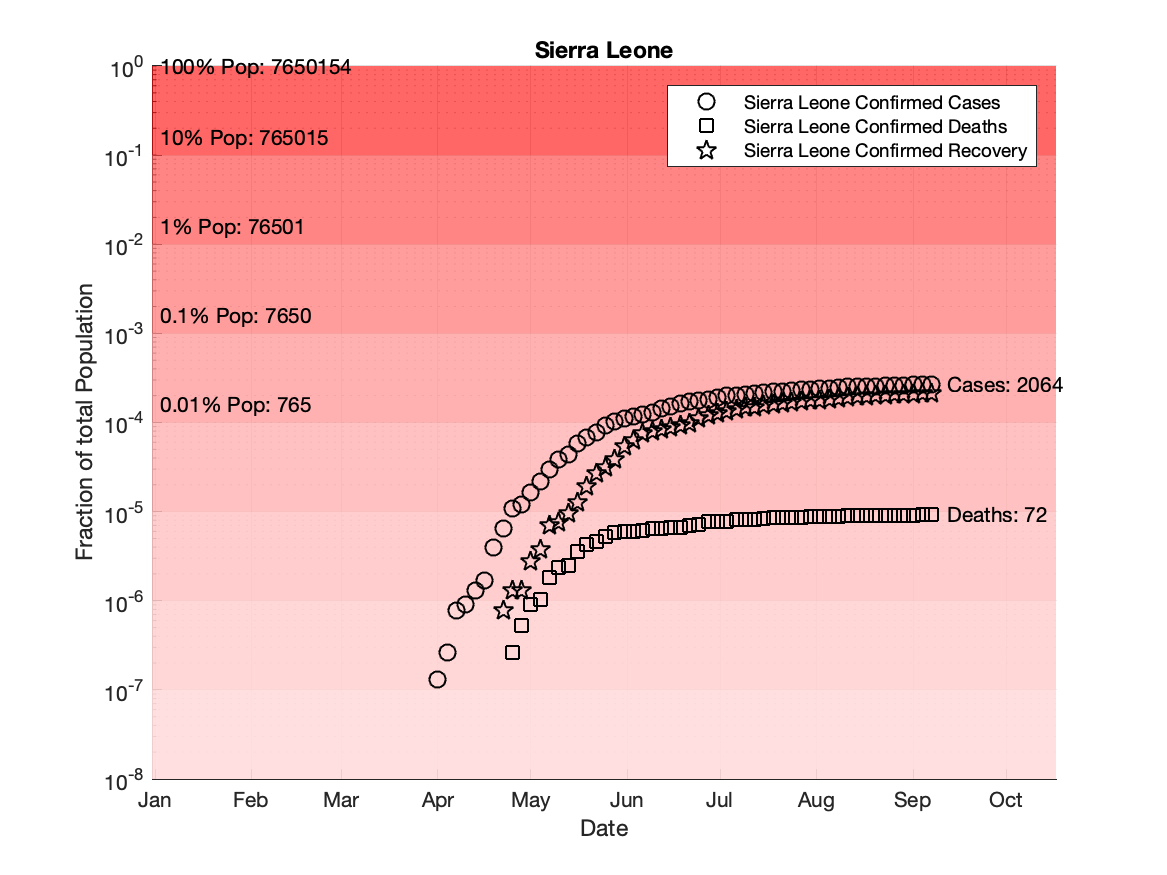 Sierra Leone
10^0
100% Pop: 7650154
Sierra Leone Confirmed Cases
Sierra Leone Confirmed Deaths
Sierra Leone Confirmed Recovery
10% Pop: 765015
10^-1
1% Pop: 76501
10^-2
0.1% Pop: 7650
10^-3
Cases: 2064
0.01% Pop: 765
10^-4
10^-5
Deaths: 72
10^-6
10^-7
10^-8
Fraction of total Population
Jan Feb Mar Apr May Jun Jul Aug Sep Oct
Date